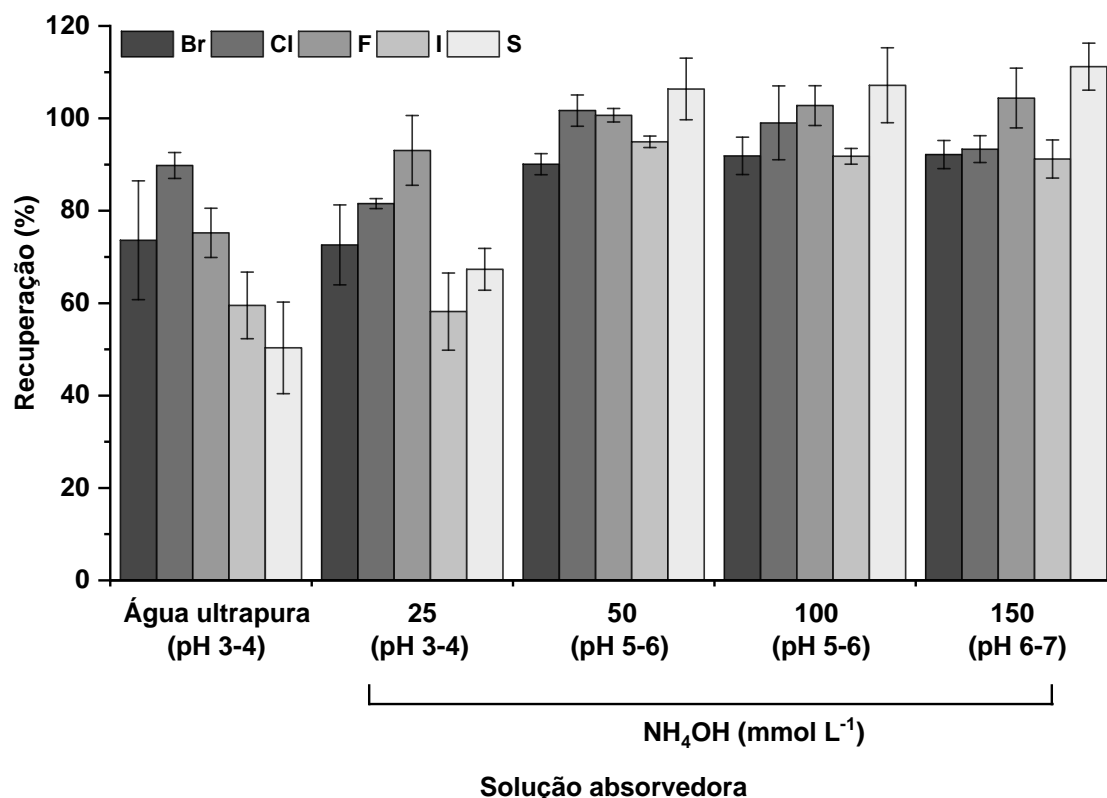 120
Br Cl F I S
100
80
60
40
20
0
Recuperação (%)
Água ultrapura 25 50 100 150
(pH 3-4) (pH 3-4) (pH 5-6) (pH 5-6) (pH 6-7)
NH₄OH (mmol L⁻¹)
Solução absorvedora